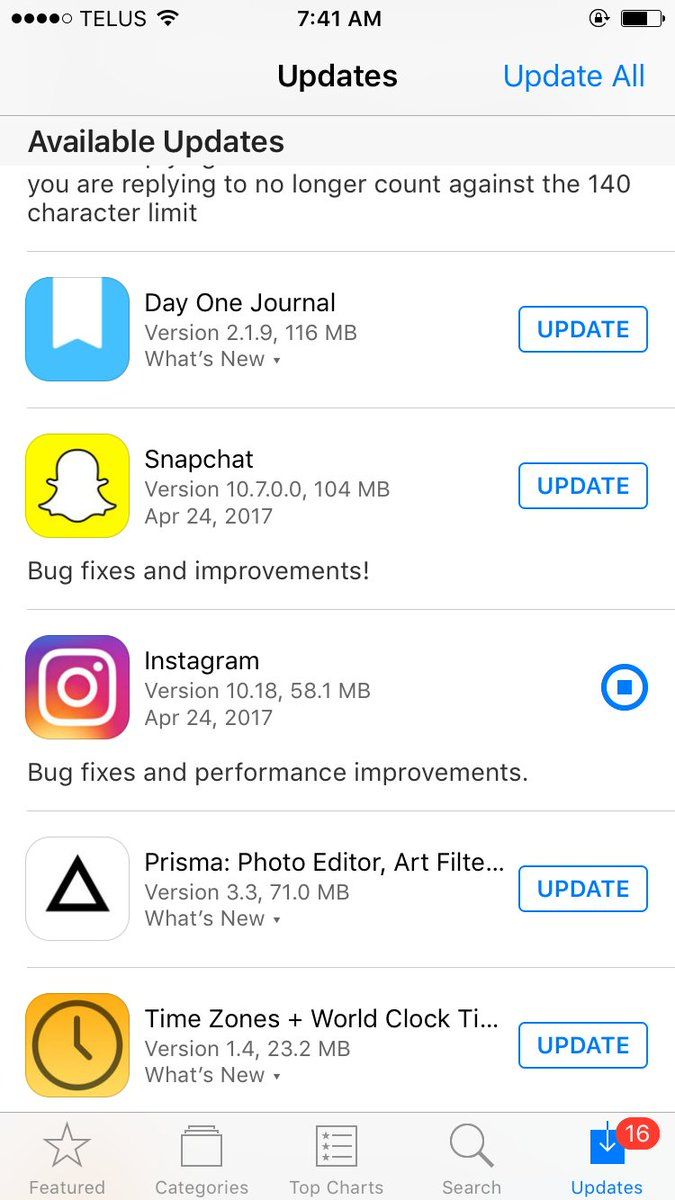 TELUS 7:41 AM
Updates Update All
Available Updates
you are replying to no longer count against the 140
character limit
Day One Journal
Version 2.1.9, 116 MB
What's New ▾
UPDATE
Snapchat
Version 10.7.0.0, 104 MB
Apr 24, 2017
UPDATE
Bug fixes and improvements!
Instagram
Version 10.18, 58.1 MB
Apr 24, 2017
Bug fixes and performance improvements.
Prisma: Photo Editor, Art Filte...
Version 3.3, 71.0 MB
What's New ▾
UPDATE
Time Zones + World Clock Ti...
Version 1.4, 23.2 MB
What's New ▾
UPDATE
16
Featured Categories Top Charts Search Updates